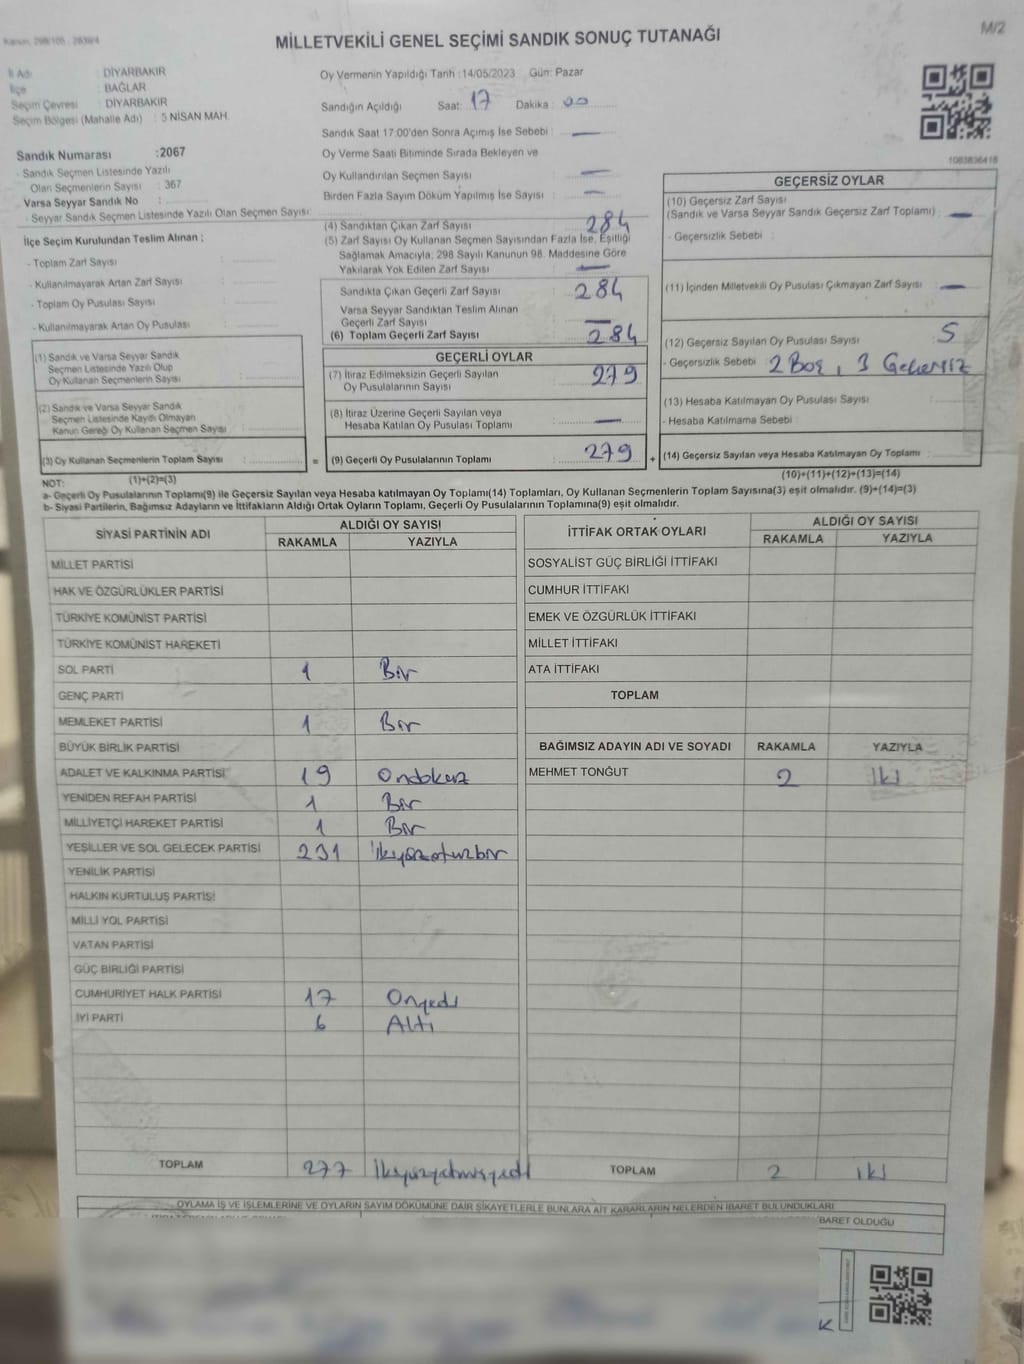 Kanun, 298/105 : 2839/4
MİLLETVEKİLİ GENEL SEÇİMİ SANDIK SONUÇ TUTANAĞI
M/2
İl Adı : DİYARBAKIR
İlçe : BAĞLAR
Seçim Çevresi : DİYARBAKIR
Seçim Bölgesi (Mahalle Adı) : 5 NİSAN MAH.
Sandık Numarası :2067
- Sandık Seçmen Listesinde Yazılı
Olan Seçmenlerin Sayısı : 367
Varsa Seyyar Sandık No :
- Seyyar Sandık Seçmen Listesinde Yazılı Olan Seçmen Sayısı:
İlçe Seçim Kurulundan Teslim Alınan ;
- Toplam Zarf Sayısı :
- Kullanılmayarak Artan Zarf Sayısı :
- Toplam Oy Pusulası Sayısı :
- Kullanılmayarak Artan Oy Pusulası :
(1) Sandık ve Varsa Seyyar Sandık
Seçmen Listesinde Yazılı Olup
Oy Kullanan Seçmenlerin Sayısı :
(2) Sandık ve Varsa Seyyar Sandık
Seçmen Listesinde Kayıtlı Olmayan
Kanun Gereği Oy Kullanan Seçmen Sayısı :
(3) Oy Kullanan Seçmenlerin Toplam Sayısı :
Oy Vermenin Yapıldığı Tarih :14/05/2023 Gün: Pazar
Sandığın Açıldığı Saat: 17 Dakika : 00
Sandık Saat 17:00'den Sonra Açımış İse Sebebi : —
Oy Verme Saati Bitiminde Sırada Bekleyen ve
Oy Kullandırılan Seçmen Sayısı : —
Birden Fazla Sayım Döküm Yapılmış İse Sayısı : —
(4) Sandıktan Çıkan Zarf Sayısı : 284
(5) Zarf Sayısı Oy Kullanan Seçmen Sayısından Fazla İse, Eşitliği
Sağlamak Amacıyla, 298 Sayılı Kanunun 98. Maddesine Göre
Yakılarak Yok Edilen Zarf Sayısı : —
Sandıkta Çıkan Geçerli Zarf Sayısı : 284
Varsa Seyyar Sandıktan Teslim Alınan
Geçerli Zarf Sayısı : —
(6) Toplam Geçerli Zarf Sayısı : 284
GEÇERLİ OYLAR
(7) İtiraz Edilmeksizin Geçerli Sayılan
Oy Pusulalarının Sayısı : 279
(8) İtiraz Üzerine Geçerli Sayılan veya
Hesaba Katılan Oy Pusulası Toplamı : —
= (9) Geçerli Oy Pusulalarının Toplamı : 279 +
1083836418
GEÇERSİZ OYLAR
(10) Geçersiz Zarf Sayısı
(Sandık ve Varsa Seyyar Sandık Geçersiz Zarf Toplamı) : —
- Geçersizlik Sebebi :
(11) İçinden Milletvekili Oy Pusulası Çıkmayan Zarf Sayısı : —
(12) Geçersiz Sayılan Oy Pusulası Sayısı : 5
- Geçersizlik Sebebi : 2 Boş, 3 Geçersiz
(13) Hesaba Katılmayan Oy Pusulası Sayısı :
- Hesaba Katılmama Sebebi :
(14) Geçersiz Sayılan veya Hesaba Katılmayan Oy Toplamı :
NOT: (1)+(2)=(3)
(10)+(11)+(12)+(13)=(14)
a- Geçerli Oy Pusulalarının Toplamı(9) ile Geçersiz Sayılan veya Hesaba katılmayan Oy Toplamı(14) Toplamları, Oy Kullanan Seçmenlerin Toplam Sayısına(3) eşit olmalıdır. (9)+(14)=(3)
b- Siyasi Partilerin, Bağımsız Adayların ve İttifakların Aldığı Ortak Oyların Toplamı, Geçerli Oy Pusulalarının Toplamına(9) eşit olmalıdır.
SİYASİ PARTİNİN ADI
ALDIĞI OY SAYISI
RAKAMLA YAZIYLA
MİLLET PARTİSİ
HAK VE ÖZGÜRLÜKLER PARTİSİ
TÜRKİYE KOMÜNİST PARTİSİ
TÜRKİYE KOMÜNİST HAREKETİ
SOL PARTİ 1 Bir
GENÇ PARTİ
MEMLEKET PARTİSİ 1 Bir
BÜYÜK BİRLİK PARTİSİ
ADALET VE KALKINMA PARTİSİ 19 Ondokuz
YENİDEN REFAH PARTİSİ 1 Bir
MİLLİYETÇİ HAREKET PARTİSİ 1 Bir
YEŞİLLER VE SOL GELECEK PARTİSİ 231 İkiyüzotuzbir
YENİLİK PARTİSİ
HALKIN KURTULUŞ PARTİSİ
MİLLİ YOL PARTİSİ
VATAN PARTİSİ
GÜÇ BİRLİĞİ PARTİSİ
CUMHURİYET HALK PARTİSİ 17 Onyedi
İYİ PARTİ 6 Altı
TOPLAM 277 İkiyüzyetmişyedi
İTTİFAK ORTAK OYLARI
ALDIĞI OY SAYISI
RAKAMLA YAZIYLA
SOSYALİST GÜÇ BİRLİĞİ İTTİFAKI
CUMHUR İTTİFAKI
EMEK VE ÖZGÜRLÜK İTTİFAKI
MİLLET İTTİFAKI
ATA İTTİFAKI
TOPLAM
BAĞIMSIZ ADAYIN ADI VE SOYADI RAKAMLA YAZIYLA
MEHMET TONĞUT 2 İki
TOPLAM 2 iki
OYLAMA İŞ VE İŞLEMLERİNE VE OYLARIN SAYIM DÖKÜMÜNE DAİR ŞİKAYETLERLE BUNLARA AİT KARARLARIN NELERDEN İBARET BULUNDUKLARI
İBARET OLDUĞU